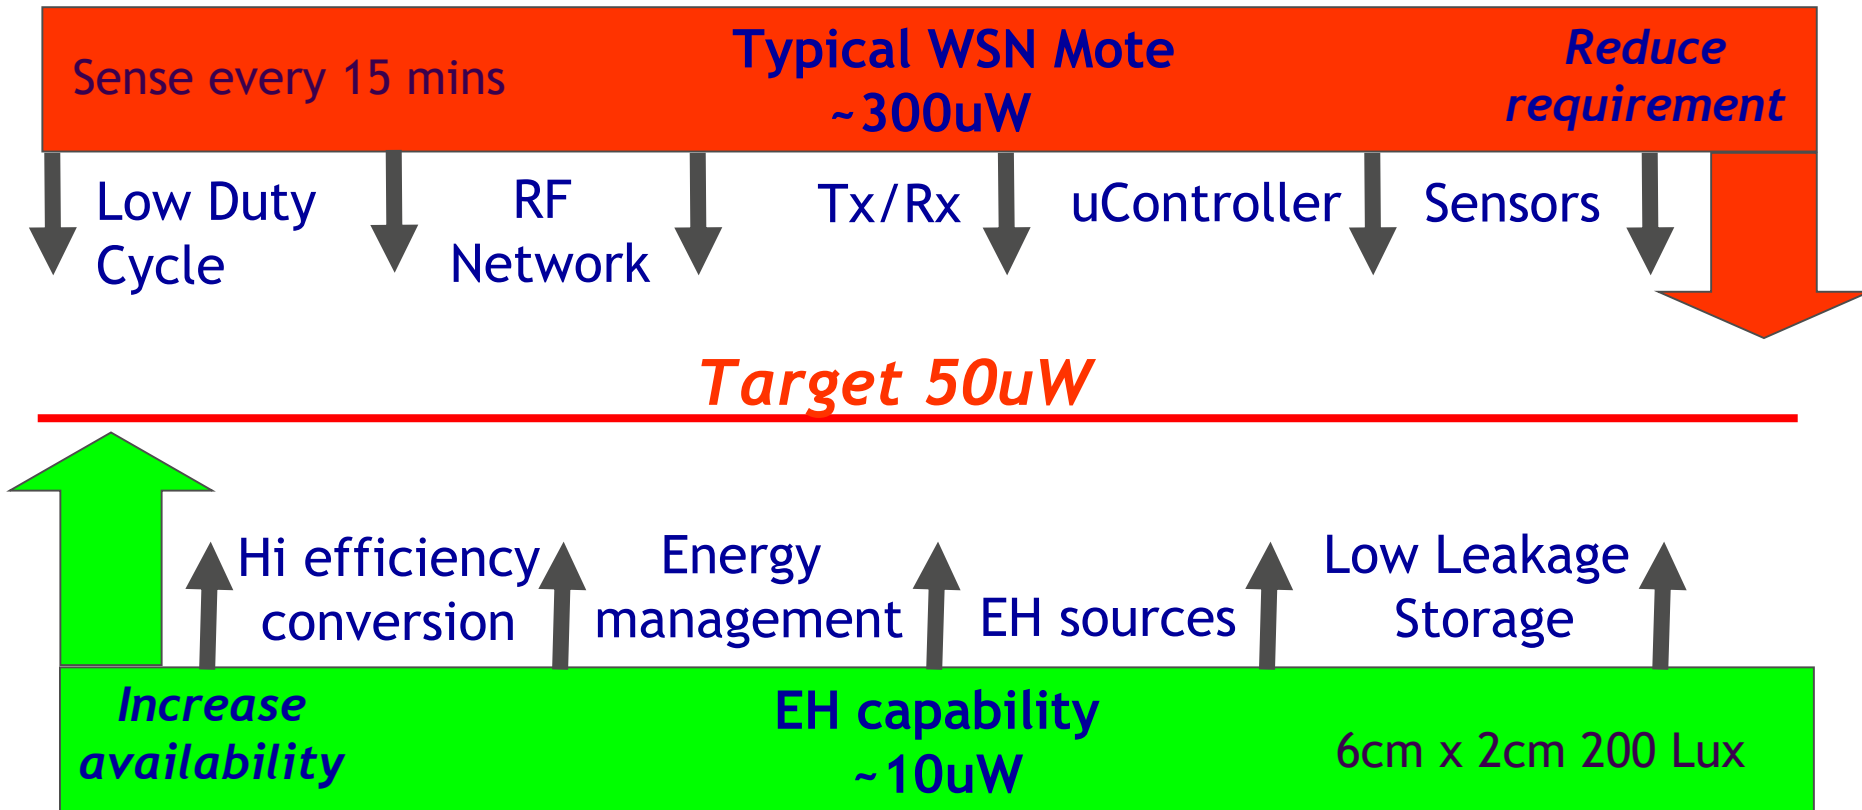 Sense every 15 mins
Typical WSN Mote
~300uW
Reduce
requirement
Low Duty
Cycle
RF
Network
Tx/Rx
uController
Sensors
Target 50uW
Hi efficiency
conversion
Energy
management
EH sources
Low Leakage
Storage
Increase
availability
EH capability
~10uW
6cm x 2cm 200 Lux